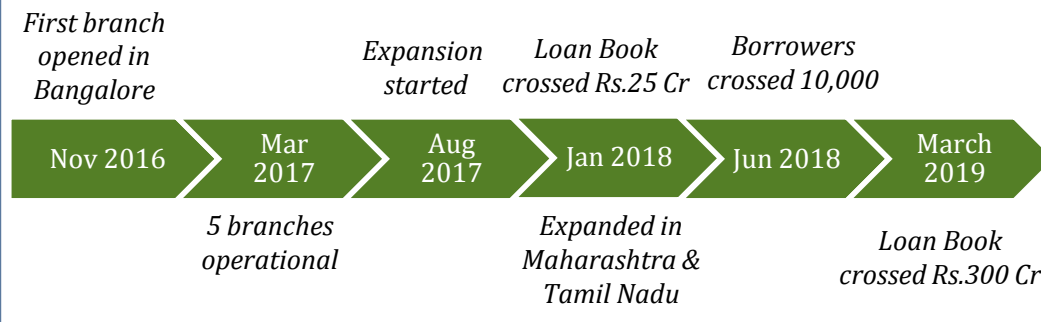 First branch
opened in
Bangalore
Expansion
started
Loan Book
crossed Rs.25 Cr
Borrowers
crossed 10,000
Nov 2016
Mar
2017
Aug
2017
Jan 2018
Jun 2018
March
2019
5 branches
operational
Expanded in
Maharashtra &
Tamil Nadu
Loan Book
crossed Rs.300 Cr